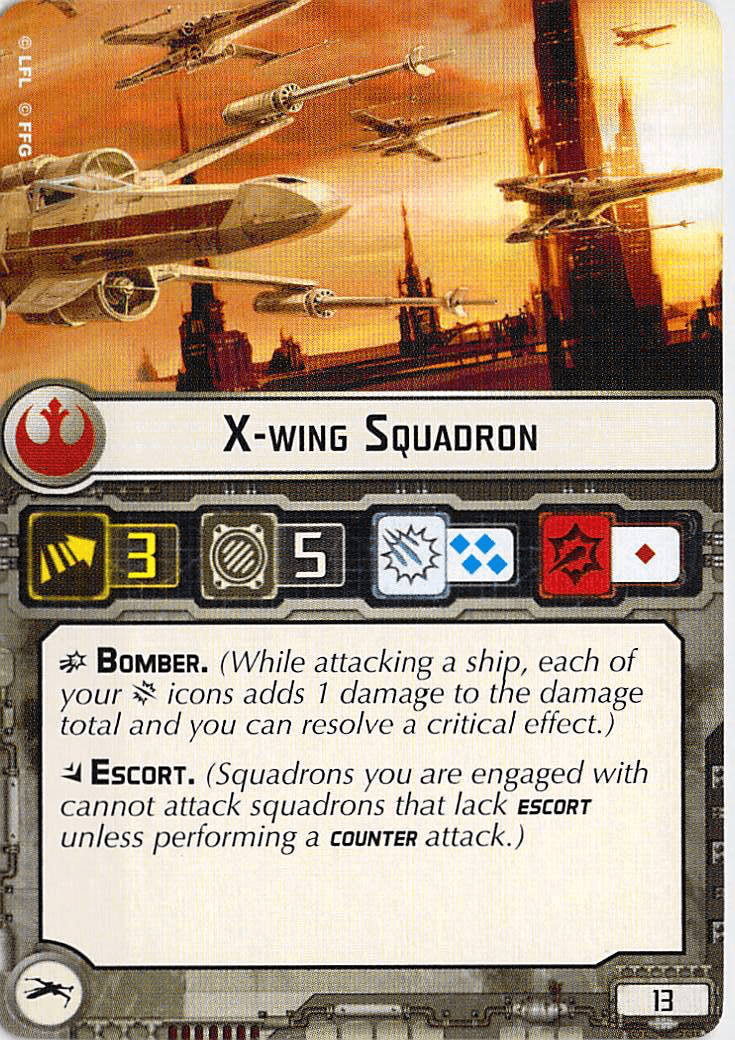 © LFL © FFG
X-WING SQUADRON
3 5
BOMBER. (While attacking a ship, each of
your icons adds 1 damage to the damage
total and you can resolve a critical effect.)
ESCORT. (Squadrons you are engaged with
cannot attack squadrons that lack ESCORT
unless performing a COUNTER attack.)
13